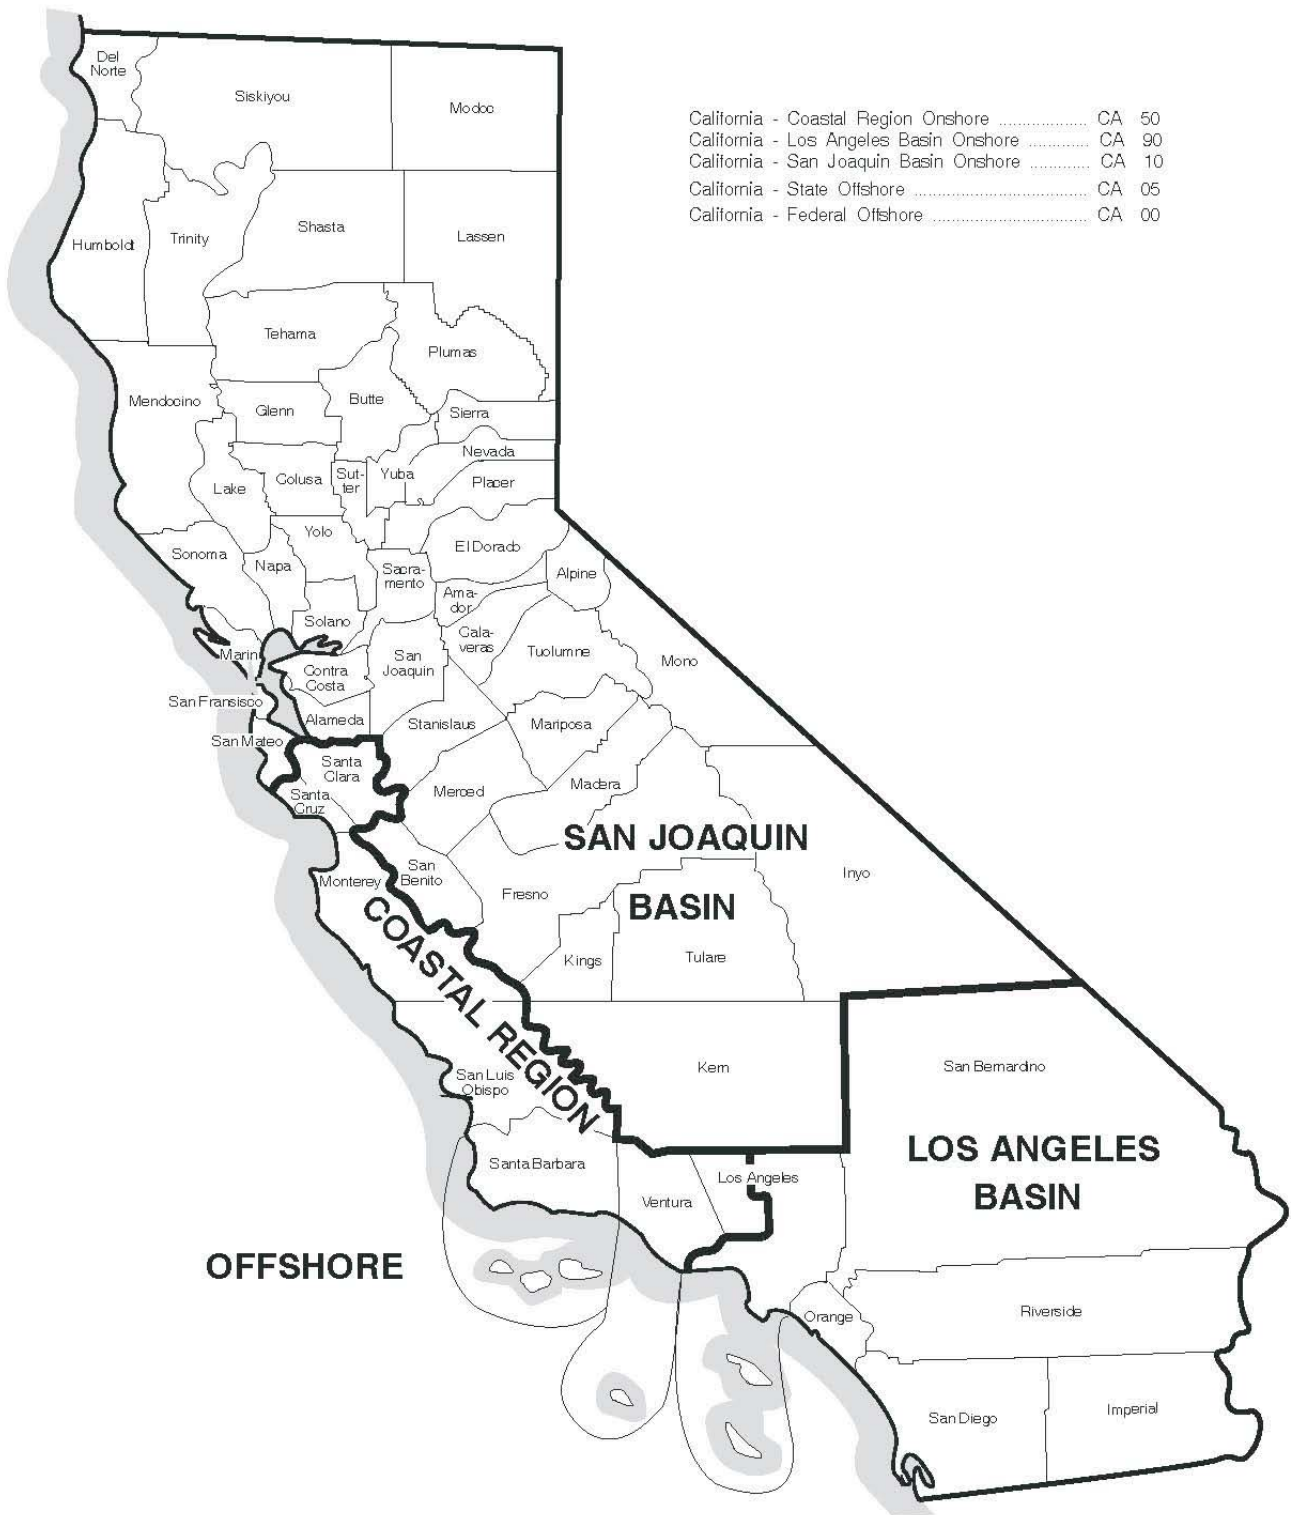 Del
Norte
Siskiyou
Modoc
California - Coastal Region Onshore .................. CA 50
California - Los Angeles Basin Onshore ............ CA 90
California - San Joaquin Basin Onshore ............ CA 10
California - State Offshore .................................... CA 05
California - Federal Offshore ................................ CA 00
Humboldt
Trinity
Shasta
Lassen
Tehama
Plumas
Mendocino
Glenn
Butte
Sierra
Nevada
Lake
Colusa
Sut-
ter
Yuba
Placer
Sonoma
Napa
Yolo
El Dorado
Sacra-
mento
Alpine
Ama-
dor
Solano
Cala-
veras
Tuolumne
Mono
Marin
Contra
Costa
San
Joaquin
San Fransisco
Alameda
Stanislaus
Mariposa
San Mateo
Santa
Clara
Santa
Cruz
Merced
Madera
SAN JOAQUIN
BASIN
Monterey
San
Benito
Fresno
Inyo
Kings
Tulare
COASTAL REGION
San Luis
Obispo
Kern
San Bernardino
LOS ANGELES
BASIN
Santa Barbara
Ventura
Los Angeles
OFFSHORE
Orange
Riverside
San Diego
Imperial